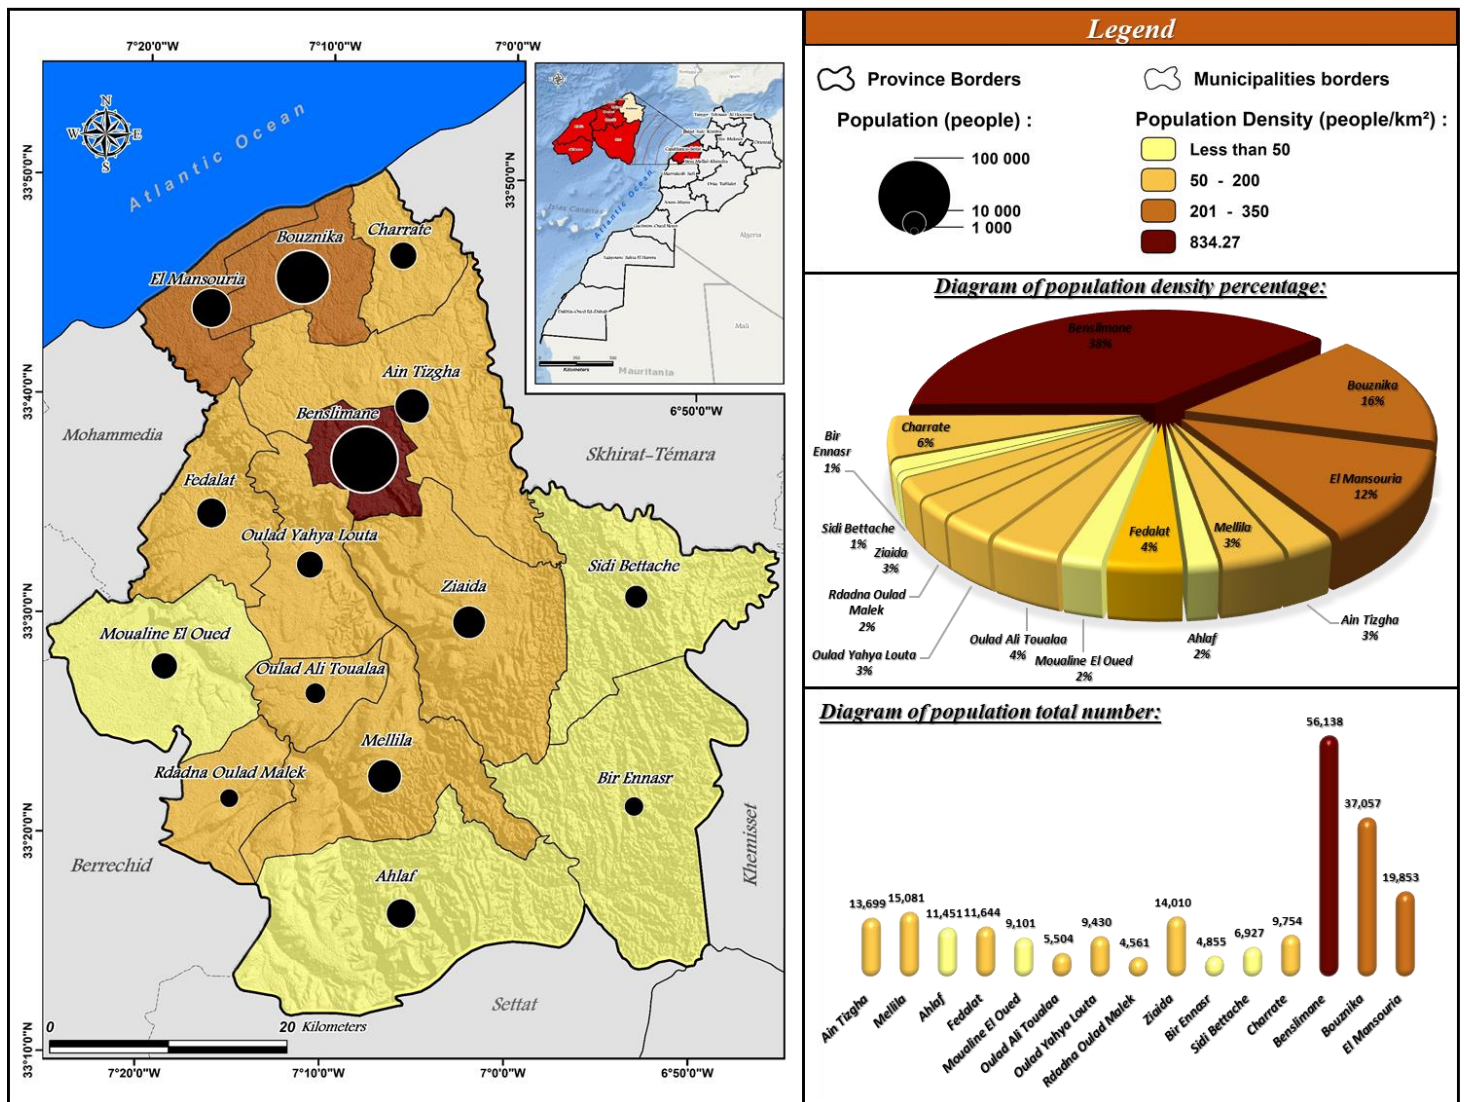 7°20'0"W
7°10'0"W
7°0'0"W
33°50'0"N
33°40'0"N
33°30'0"N
33°20'0"N
33°10'0"N
33°50'0"N
6°50'0"W
N
W
E
S
Atlantic Ocean
Charrate
Bouznika
El Mansouria
Ain Tizgha
Benslimane
Mohammedia
Skhirat-Témara
Fedalat
Oulad Yahya Louta
Sidi Bettache
Ziaida
Moualine El Oued
Oulad Ali Toualaa
Mellila
Rdadna Oulad Malek
Bir Ennasr
Berrechid
Khemisset
Ahlaf
Settat
0
20 Kilometers
7°20'0"W
7°10'0"W
7°0'0"W
6°50'0"W
Islas Canarias
Atlantic Ocean
Algeria
Mali
Mauritania
Kilometers
Legend
Province Borders
Municipalities borders
Population (people) :
100 000
10 000
1 000
Population Density (people/km²) :
Less than 50
50 - 200
201 - 350
834.27
Diagram of population density percentage:
Benslimane
38%
Bouznika
16%
El Mansouria
12%
Ain Tizgha
3%
Mellila
3%
Ahlaf
2%
Fedalat
4%
Moualine El Oued
2%
Oulad Ali Toualaa
4%
Oulad Yahya Louta
3%
Rdadna Oulad
Malek
2%
Ziaida
3%
Sidi Bettache
1%
Bir
Ennasr
1%
Charrate
6%
Diagram of population total number:
13,699
15,081
11,451
11,644
9,101
5,504
9,430
4,561
14,010
4,855
6,927
9,754
56,138
37,057
19,853
Ain Tizgha
Mellila
Ahlaf
Fedalat
Moualine El Oued
Oulad Ali Toualaa
Oulad Yahya Louta
Rdadna Oulad Malek
Ziaida
Bir Ennasr
Sidi Bettache
Charrate
Benslimane
Bouznika
El Mansouria